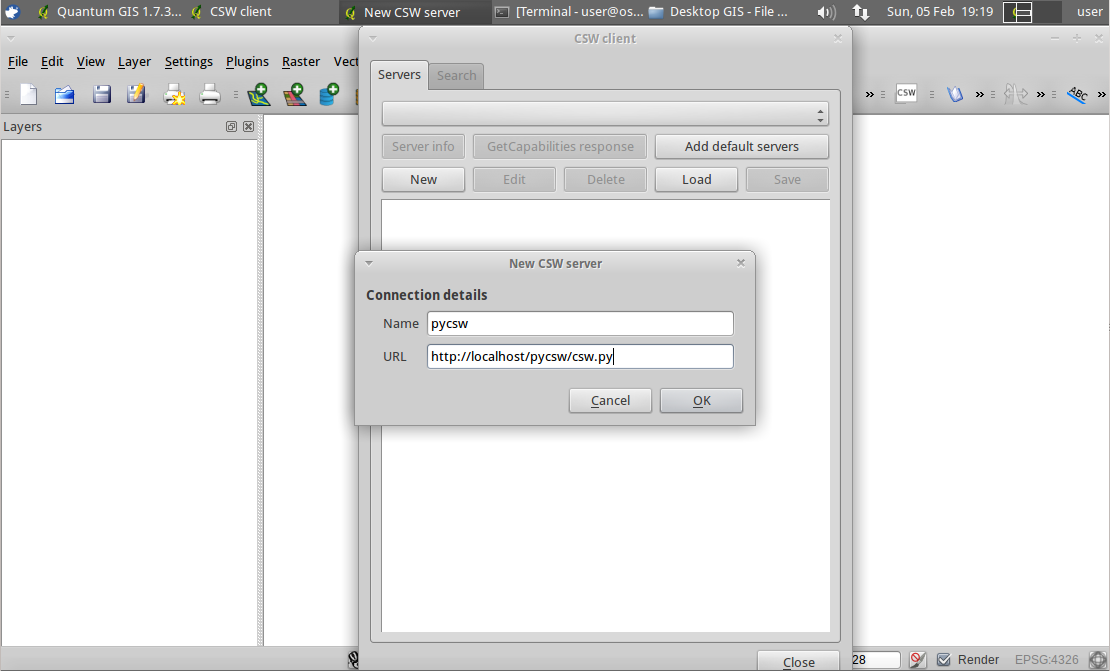 Quantum GIS 1.7.3... CSW client New CSW server [Terminal - user@os... Desktop GIS - File ... Sun, 05 Feb 19:19 user
CSW client
File Edit View Layer Settings Plugins Raster Vect
Servers Search
CSW ABC
Layers
Server info GetCapabilities response Add default servers
New Edit Delete Load Save
New CSW server
Connection details
Name pycsw
URL http://localhost/pycsw/csw.py
Cancel OK
Close 28 Render EPSG:4326